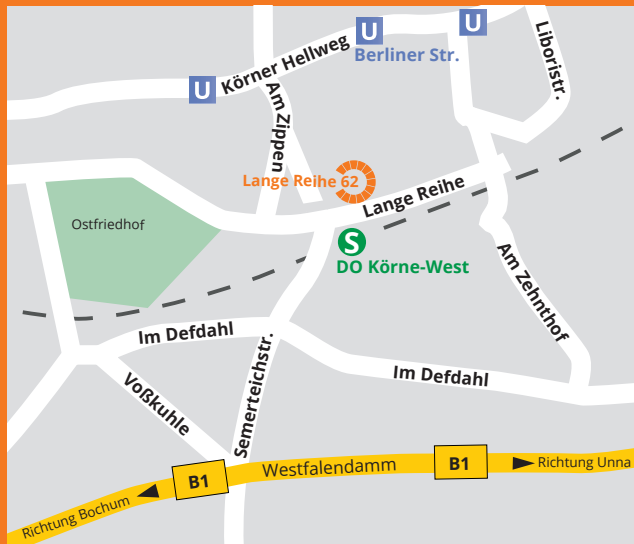 U
U
Körner Hellweg
Berliner Str.
Liboristr.
U
Am Zippen
Lange Reihe 62
Lange Reihe
Ostfriedhof
S
DO Körne-West
Am Zehnthof
Im Defdahl
Im Defdahl
Voßkuhle
Semerteichstr.
B1
Westfalendamm
B1
Richtung Unna
Richtung Bochum